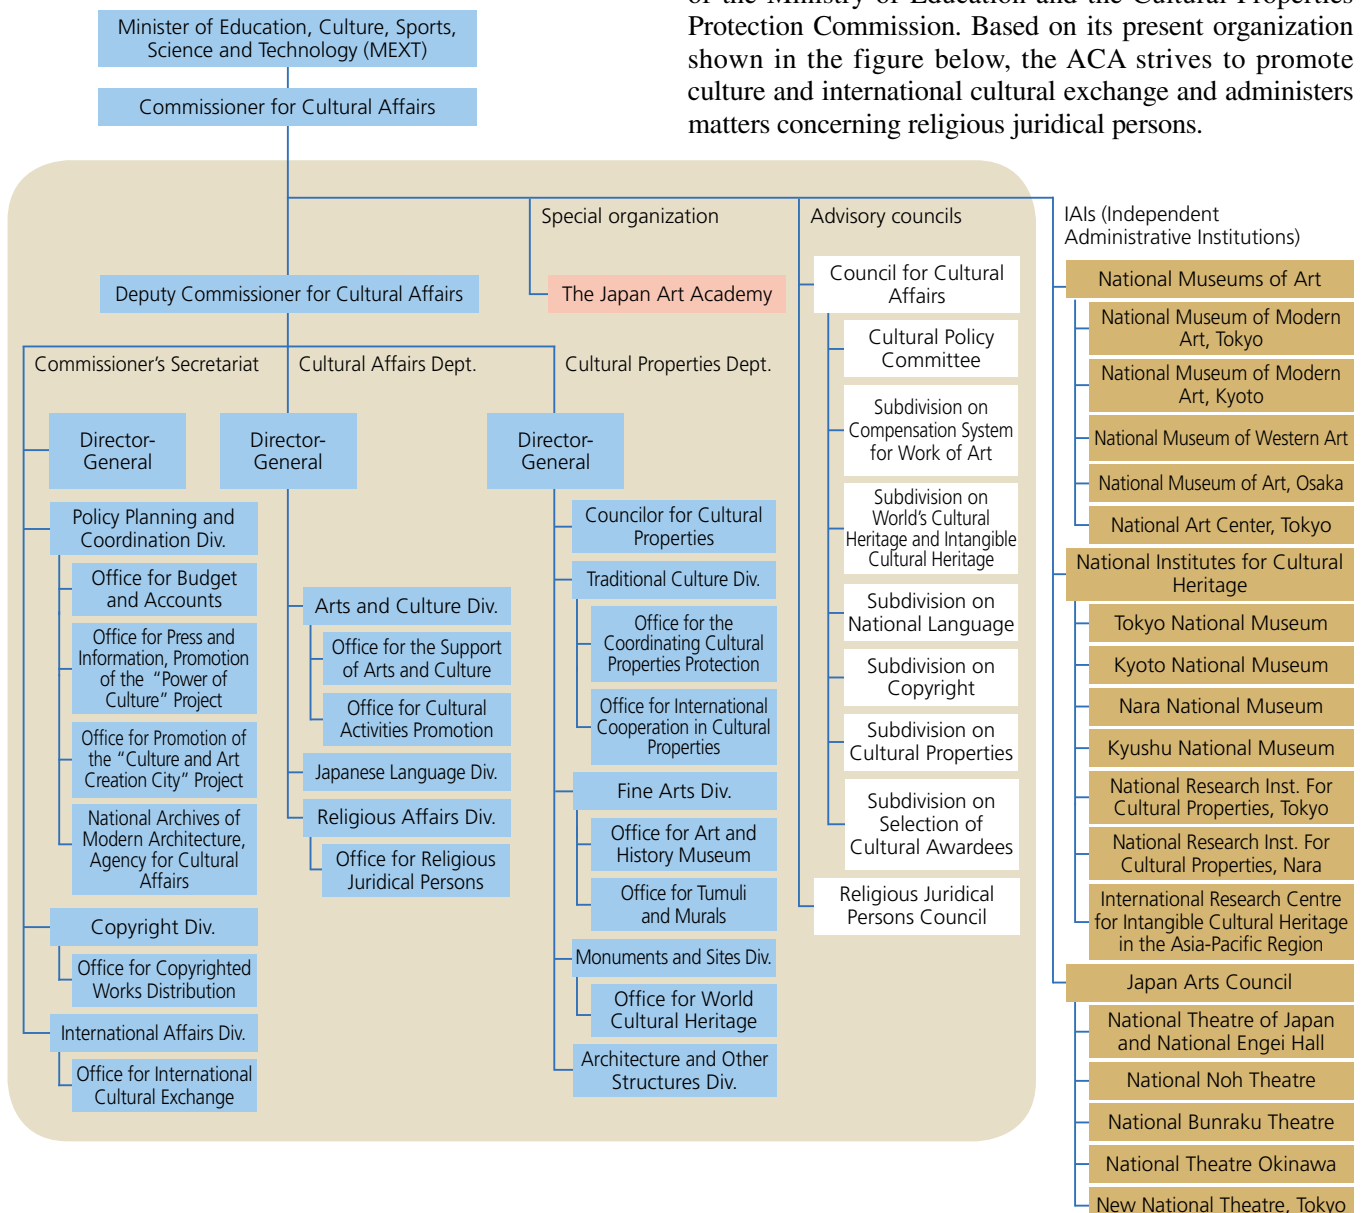 of the Ministry of Education and the Cultural Properties
Protection Commission. Based on its present organization
shown in the figure below, the ACA strives to promote
culture and international cultural exchange and administers
matters concerning religious juridical persons.
Minister of Education, Culture, Sports,
Science and Technology (MEXT)
Commissioner for Cultural Affairs
Deputy Commissioner for Cultural Affairs
Commissioner’s Secretariat
Director-
General
Policy Planning and
Coordination Div.
Office for Budget
and Accounts
Office for Press and
Information, Promotion
of the “Power of
Culture” Project
Office for Promotion of
the “Culture and Art
Creation City” Project
National Archives of
Modern Architecture,
Agency for Cultural
Affairs
Copyright Div.
Office for Copyrighted
Works Distribution
International Affairs Div.
Office for International
Cultural Exchange
Cultural Affairs Dept.
Director-
General
Arts and Culture Div.
Office for the Support
of Arts and Culture
Office for Cultural
Activities Promotion
Japanese Language Div.
Religious Affairs Div.
Office for Religious
Juridical Persons
Cultural Properties Dept.
Director-
General
Councilor for Cultural
Properties
Traditional Culture Div.
Office for the
Coordinating Cultural
Properties Protection
Office for International
Cooperation in Cultural
Properties
Fine Arts Div.
Office for Art and
History Museum
Office for Tumuli
and Murals
Monuments and Sites Div.
Office for World
Cultural Heritage
Architecture and Other
Structures Div.
Special organization
The Japan Art Academy
Advisory councils
Council for Cultural
Affairs
Cultural Policy
Committee
Subdivision on
Compensation System
for Work of Art
Subdivision on
World’s Cultural
Heritage and Intangible
Cultural Heritage
Subdivision on
National Language
Subdivision on
Copyright
Subdivision on
Cultural Properties
Subdivision on
Selection of
Cultural Awardees
Religious Juridical
Persons Council
IAIs (Independent
Administrative Institutions)
National Museums of Art
National Museum of Modern
Art, Tokyo
National Museum of Modern
Art, Kyoto
National Museum of Western Art
National Museum of Art, Osaka
National Art Center, Tokyo
National Institutes for Cultural
Heritage
Tokyo National Museum
Kyoto National Museum
Nara National Museum
Kyushu National Museum
National Research Inst. For
Cultural Properties, Tokyo
National Research Inst. For
Cultural Properties, Nara
International Research Centre
for Intangible Cultural Heritage
in the Asia-Pacific Region
Japan Arts Council
National Theatre of Japan
and National Engei Hall
National Noh Theatre
National Bunraku Theatre
National Theatre Okinawa
New National Theatre, Tokyo